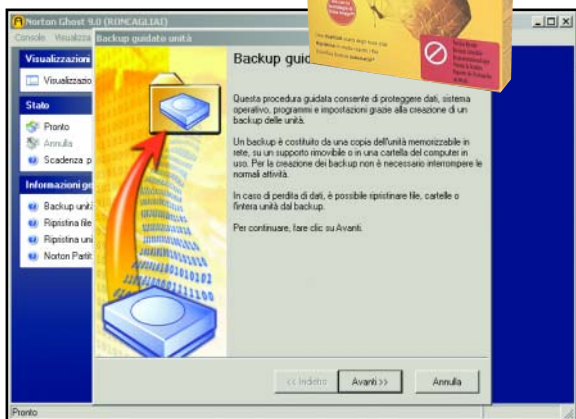 Norton Ghost 9.0 (RONCAGLIAI)
Console Visualizza
Backup guidato unità
Visualizzazioni
Visualizzazio
Stato
Pronto
Annulla
Scadenza p
Informazioni ge
Backup unità
Ripristina file
Ripristina uni
Norton Partit
Backup guid
Questa procedura guidata consente di proteggere dati, sistema
operativo, programmi e impostazioni grazie alla creazione di un
backup delle unità.
Un backup è costituito da una copia dell'unità memorizzabile in
rete, su un supporto rimovibile o in una cartella del computer in
uso. Per la creazione dei backup non è necessario interrompere le
normali attività.
In caso di perdita di dati, è possibile ripristinare file, cartelle o
l'intera unità dal backup.
Per continuare, fare clic su Avanti.
<< Indietro
Avanti >>
Annulla
Pronto